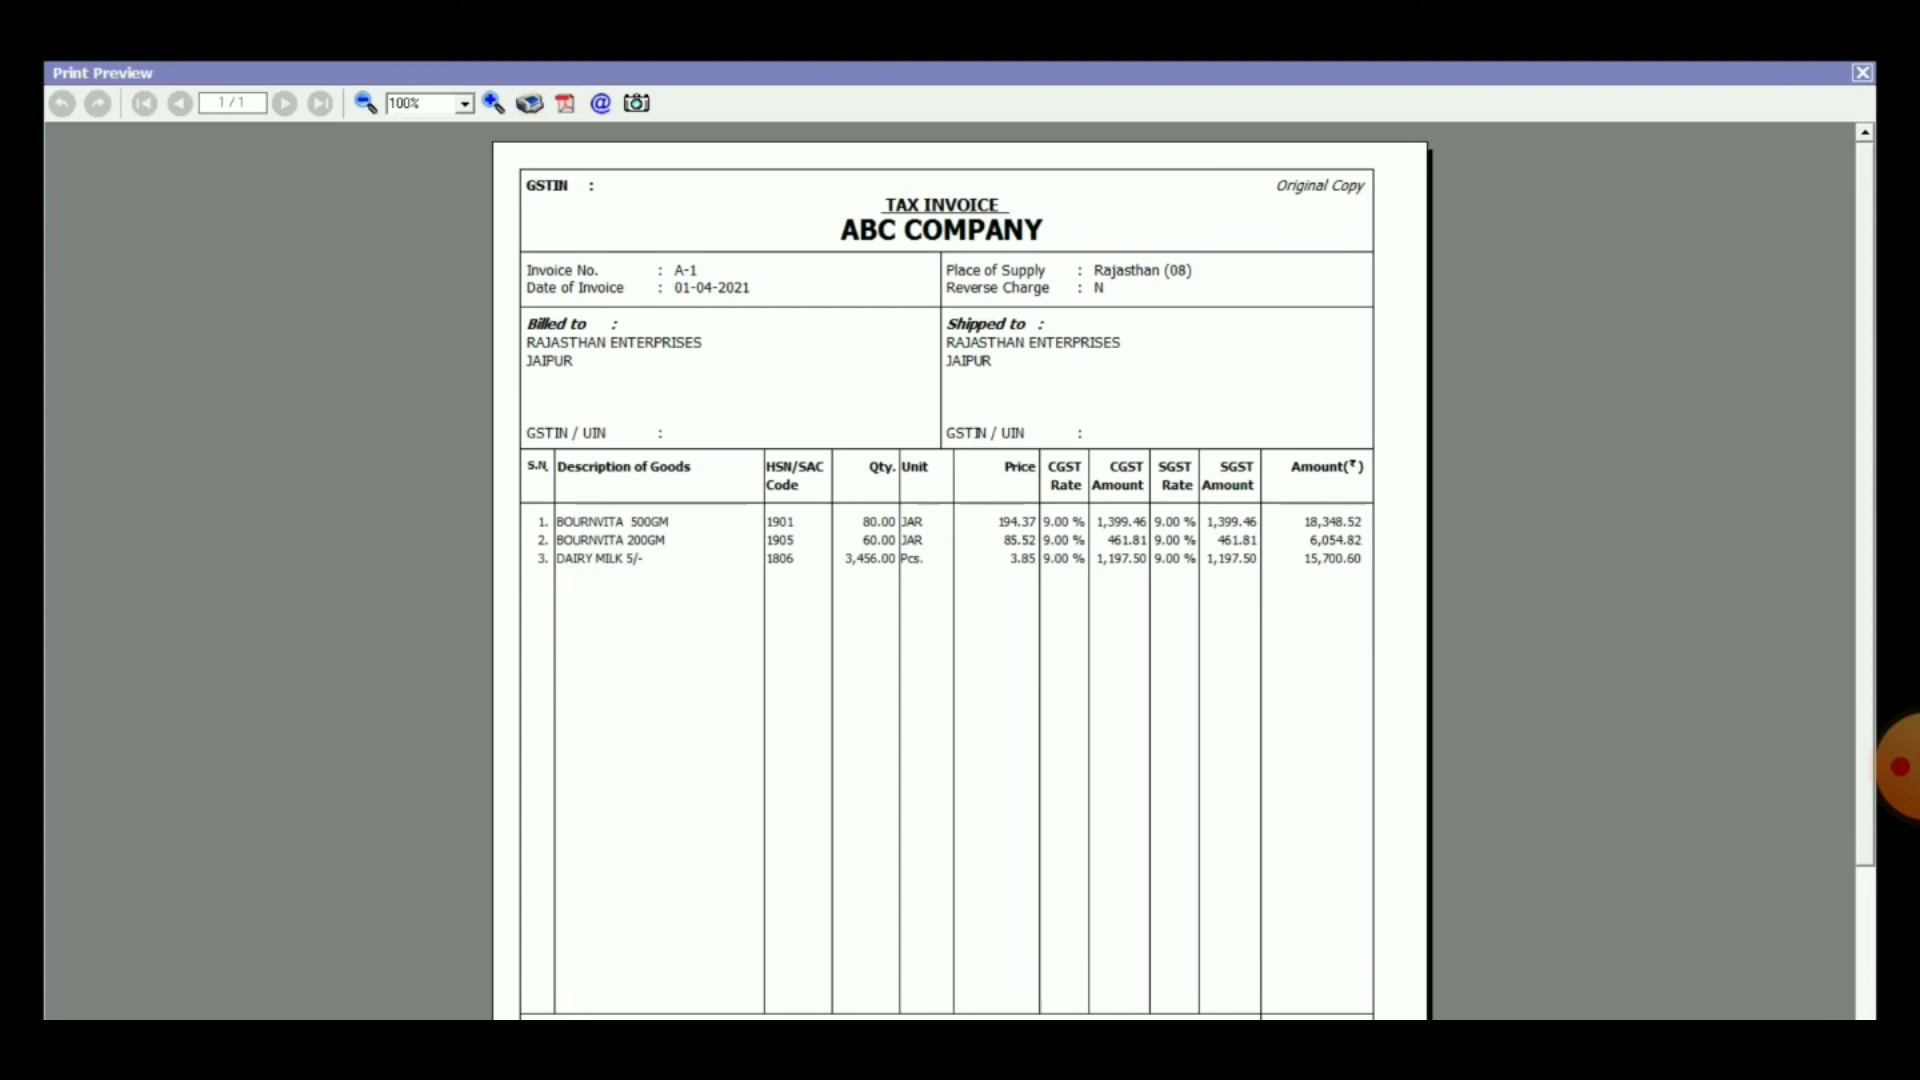 Print Preview
1 / 1
100%
GSTIN :
Original Copy
TAX INVOICE
ABC COMPANY
Invoice No. : A-1
Date of Invoice : 01-04-2021
Place of Supply : Rajasthan (08)
Reverse Charge : N
Billed to :
RAJASTHAN ENTERPRISES
JAIPUR
GSTIN / UIN :
Shipped to :
RAJASTHAN ENTERPRISES
JAIPUR
GSTIN / UIN :
S.N. Description of Goods HSN/SAC Code Qty. Unit Price CGST Rate CGST Amount SGST Rate SGST Amount Amount(₹)
1. BOURNVITA 500GM 1901 80.00 JAR 194.37 9.00 % 1,399.46 9.00 % 1,399.46 18,348.52
2. BOURNVITA 200GM 1905 60.00 JAR 85.52 9.00 % 461.81 9.00 % 461.81 6,054.82
3. DAIRY MILK 5/- 1806 3,456.00 Pcs. 3.85 9.00 % 1,197.50 9.00 % 1,197.50 15,700.60